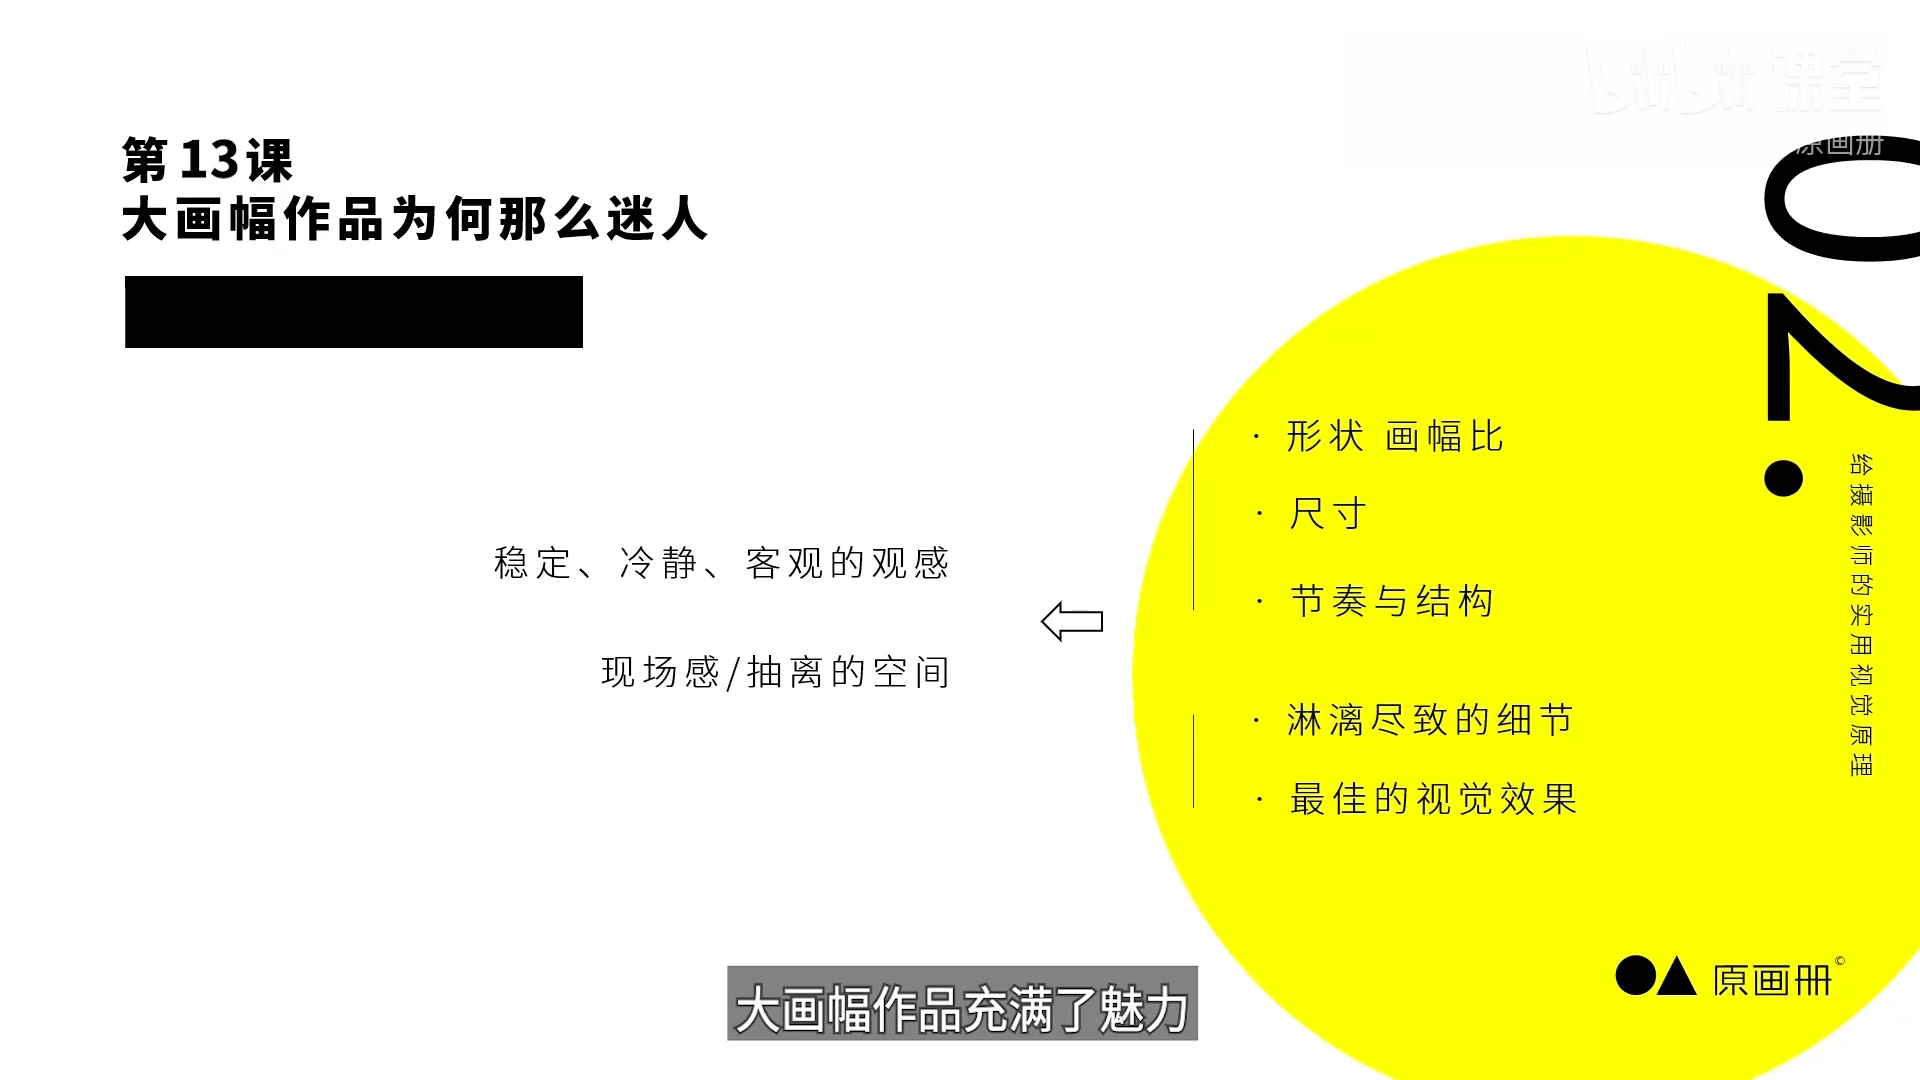 bilibili 课堂
原画册
第13课
大画幅作品为何那么迷人
02.
· 形状 画幅比
· 尺寸
· 节奏与结构
· 淋漓尽致的细节
· 最佳的视觉效果
稳定、冷静、客观的观感
现场感/抽离的空间
给摄影师的实用视觉原理
原画册©
大画幅作品充满了魅力